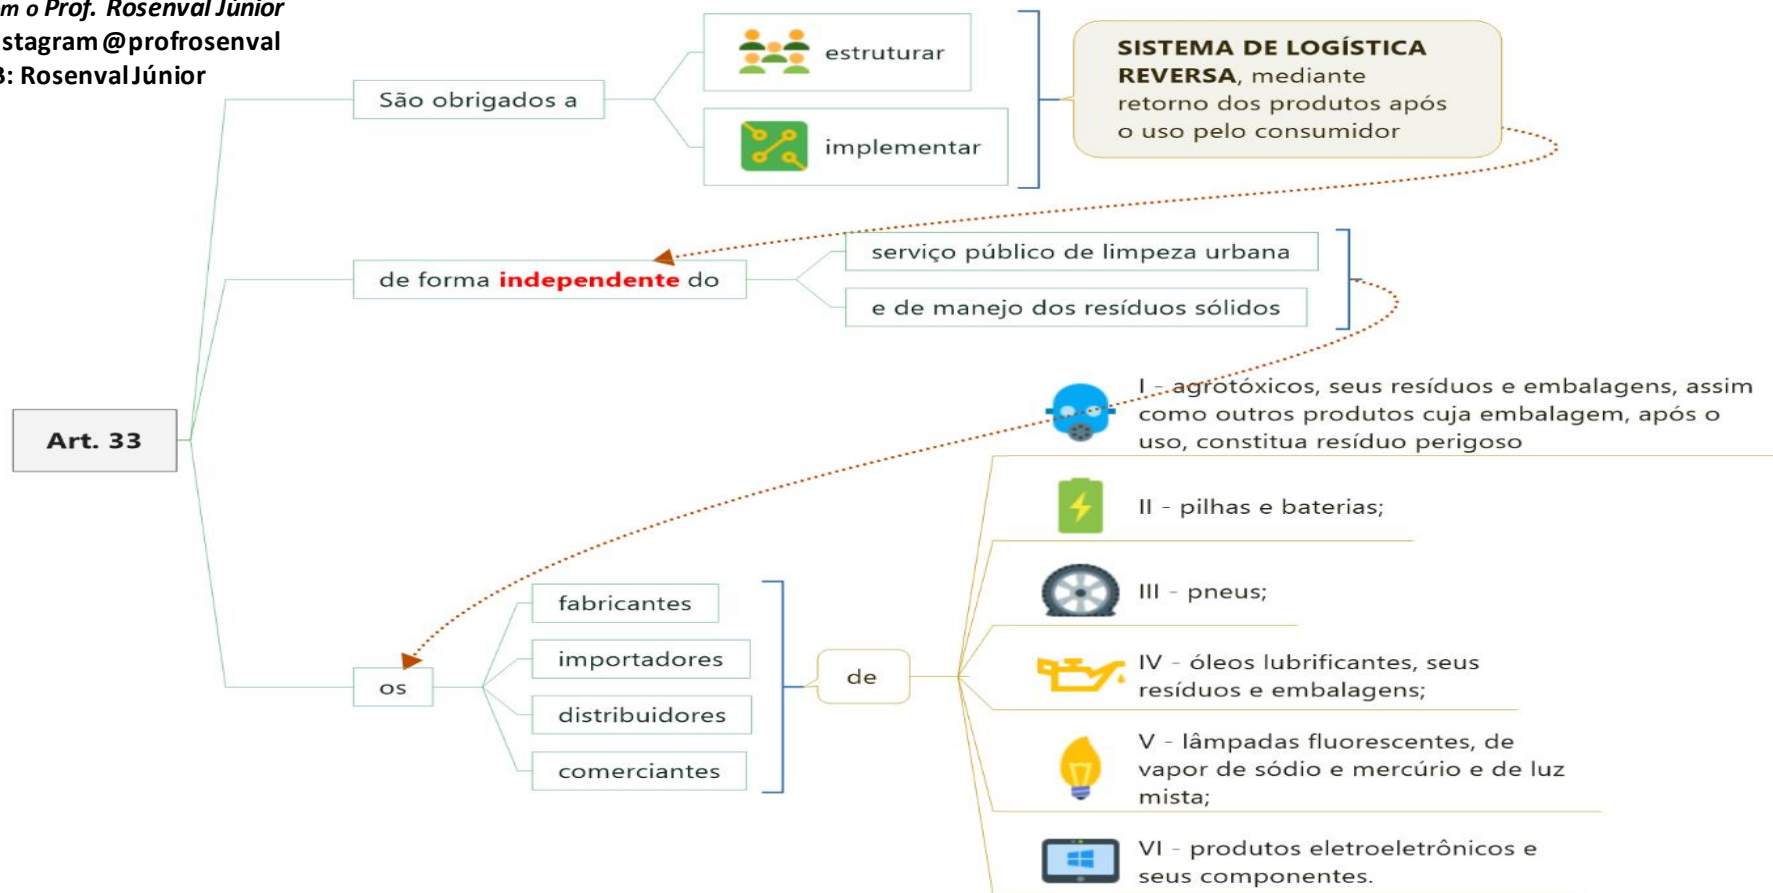 o Prof. Rosenval Júnior
stagram @profrosenval
: Rosenval Júnior
Art. 33
São obrigados a
estruturar
implementar
SISTEMA DE LOGÍSTICA
REVERSA, mediante
retorno dos produtos após
o uso pelo consumidor
de forma independente do
serviço público de limpeza urbana
e de manejo dos resíduos sólidos
os
fabricantes
importadores
distribuidores
comerciantes
de
I - agrotóxicos, seus resíduos e embalagens, assim
como outros produtos cuja embalagem, após o
uso, constitua resíduo perigoso
II - pilhas e baterias;
III - pneus;
IV - óleos lubrificantes, seus
resíduos e embalagens;
V - lâmpadas fluorescentes, de
vapor de sódio e mercúrio e de luz
mista;
VI - produtos eletroeletrônicos e
seus componentes.